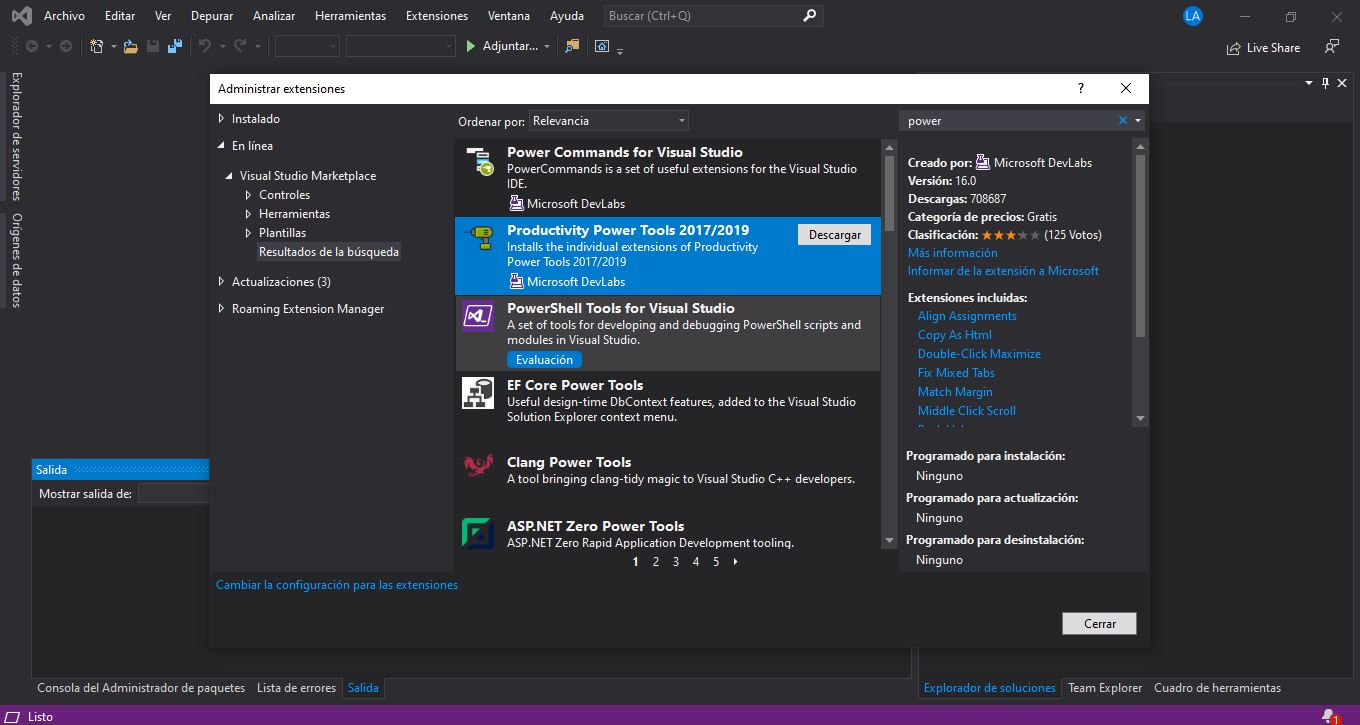 Archivo Editar Ver Depurar Analizar Herramientas Extensiones Ventana Ayuda Buscar (Ctrl+Q) LA
Adjuntar... Live Share
Explorador de servidores
Orígenes de datos
Administrar extensiones ?
Instalado
En línea
Visual Studio Marketplace
Controles
Herramientas
Plantillas
Resultados de la búsqueda
Actualizaciones (3)
Roaming Extension Manager
Ordenar por: Relevancia
power
Power Commands for Visual Studio
PowerCommands is a set of useful extensions for the Visual Studio
IDE.
Microsoft DevLabs
Productivity Power Tools 2017/2019
Descargar
Installs the individual extensions of Productivity
Power Tools 2017/2019
Microsoft DevLabs
PowerShell Tools for Visual Studio
A set of tools for developing and debugging PowerShell scripts and
modules in Visual Studio.
Evaluación
EF Core Power Tools
Useful design-time DbContext features, added to the Visual Studio
Solution Explorer context menu.
Clang Power Tools
A tool bringing clang-tidy magic to Visual Studio C++ developers.
ASP.NET Zero Power Tools
ASP.NET Zero Rapid Application Development tooling.
1 2 3 4 5
Creado por: Microsoft DevLabs
Versión: 16.0
Descargas: 708687
Categoría de precios: Gratis
Clasificación: (125 Votos)
Más información
Informar de la extensión a Microsoft
Extensiones incluidas:
Align Assignments
Copy As Html
Double-Click Maximize
Fix Mixed Tabs
Match Margin
Middle Click Scroll
Programado para instalación:
Ninguno
Programado para actualización:
Ninguno
Programado para desinstalación:
Ninguno
Cambiar la configuración para las extensiones
Cerrar
Salida
Mostrar salida de:
Consola del Administrador de paquetes Lista de errores Salida
Explorador de soluciones Team Explorer Cuadro de herramientas
Listo
1